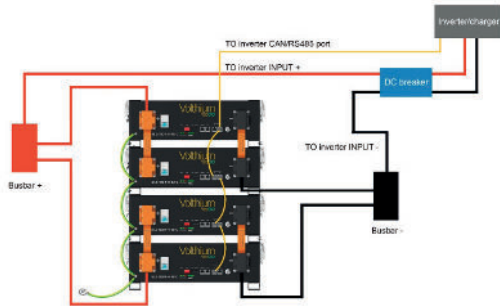 Inverter/charger
TO inverter CAN/RS485 port
TO inverter INPUT +
DC breaker
Volthium
Volthium
TO inverter INPUT -
Busbar +
Volthium
Busbar -
Volthium